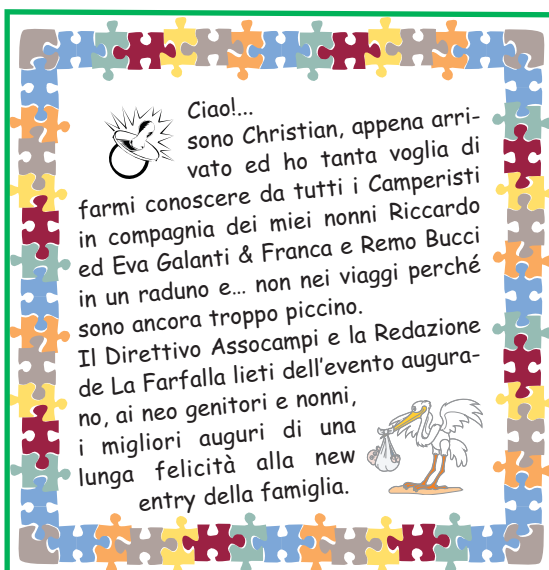 Ciao!...
sono Christian, appena arri-
vato ed ho tanta voglia di
farmi conoscere da tutti i Camperisti
in compagnia dei miei nonni Riccardo
ed Eva Galanti & Franca e Remo Bucci
in un raduno e... non nei viaggi perché
sono ancora troppo piccino.
Il Direttivo Assocampi e la Redazione
de La Farfalla lieti dell'evento augura-
no, ai neo genitori e nonni,
i migliori auguri di una
lunga felicità alla new
entry della famiglia.